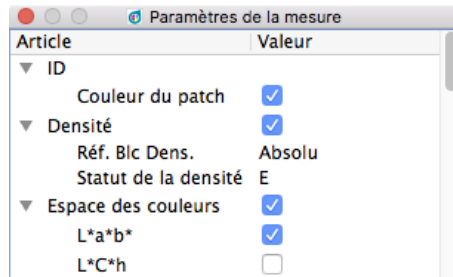 Paramètres de la mesure
Article Valeur
ID
Couleur du patch
Densité
Réf. Blc Dens. Absolu
Statut de la densité E
Espace des couleurs
L*a*b*
L*C*h